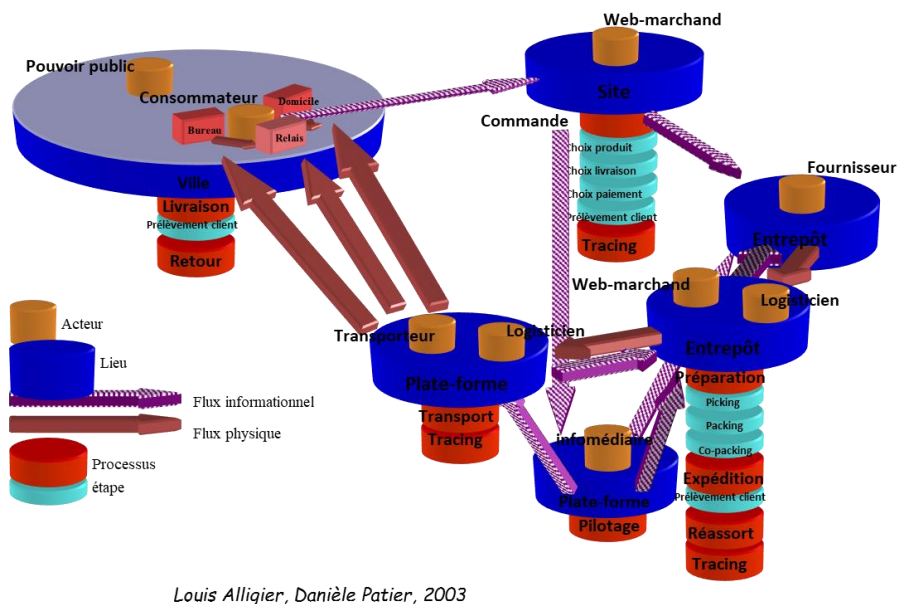 Web-marchand
Pouvoir public
Consommateur
Domicile
Bureau
Relais
Site
Commande
Choix produit
Choix livraison
Choix paiement
Prélèvement client
Tracing
Fournisseur
Entrepôt
Ville
Livraison
Prélèvement client
Retour
Web-marchand
Logisticien
Entrepôt
Préparation
Picking
Packing
Co-packing
Expédition
Prélèvement client
Réassort
Tracing
Transporteur
Logisticien
Plate-forme
Transport
Tracing
infomédiaire
Plate-forme
Pilotage
Acteur
Lieu
Flux informationnel
Flux physique
Processus
étape
Louis Alligier, Danièle Patier, 2003